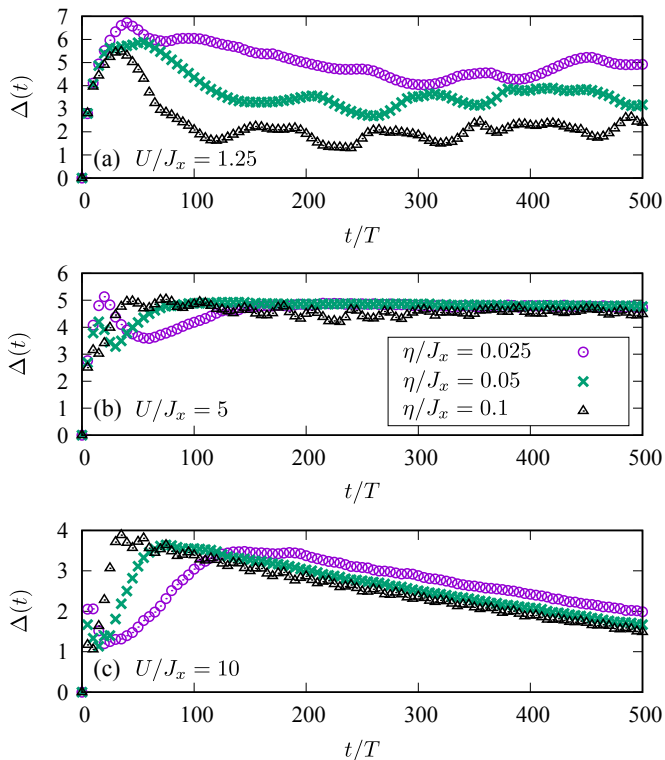 7
6
5
4
3
2
1
0
Δ(t)
(a) U/J_x = 1.25
0 100 200 300 400 500
t/T
6
5
4
3
2
1
0
Δ(t)
η/J_x = 0.025
η/J_x = 0.05
η/J_x = 0.1
(b) U/J_x = 5
0 100 200 300 400 500
t/T
4
3
2
1
0
Δ(t)
(c) U/J_x = 10
0 100 200 300 400 500
t/T